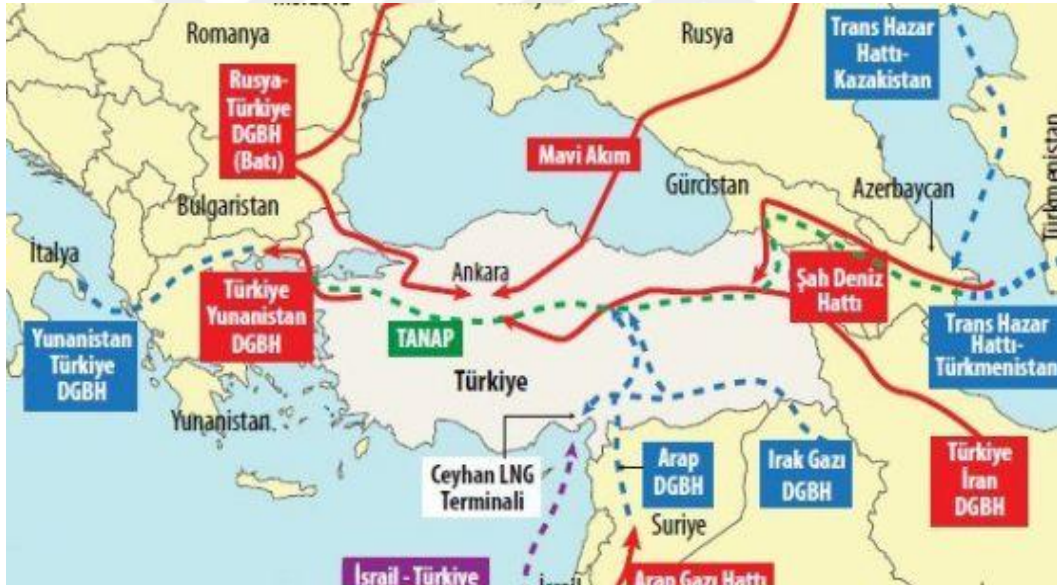 Romanya
Rusya
Trans Hazar
Hattı-
Kazakistan
Rusya-
Türkiye
DGBH
(Batı)
Mavi Akım
Gürcistan
Azerbaycan
Türkmenistan
Bulgaristan
İtalya
Ankara
Türkiye
Yunanistan
DGBH
Şah Deniz
Hattı
TANAP
Yunanistan
Türkiye
DGBH
Trans Hazar
Hattı-
Türkmenistan
Türkiye
Yunanistan
Ceyhan LNG
Terminali
Arap
DGBH
Irak Gazı
DGBH
Türkiye
İran
DGBH
Suriye
İsrail - Türkiye
İsrail
Arap Gazı Hattı